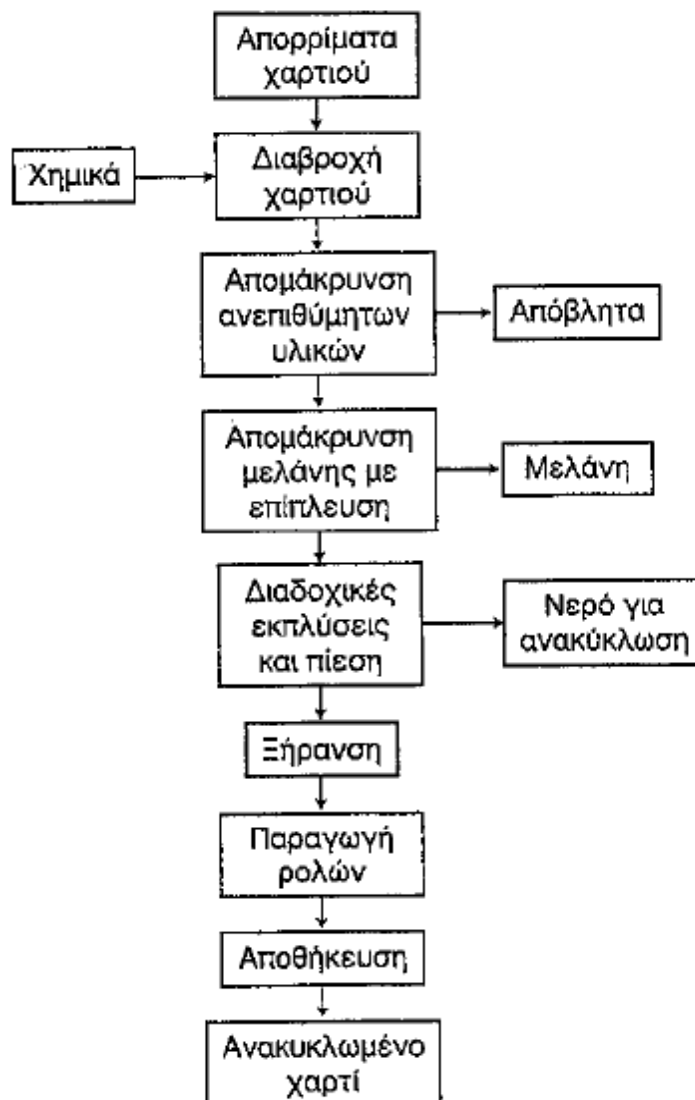 Απορρίματα
χαρτιού
Χημικά
Διαβροχή
χαρτιού
Απομάκρυνση
ανεπιθύμητων
υλικών
Απόβλητα
Απομάκρυνση
μελάνης με
επίπλευση
Μελάνη
Διαδοχικές
εκπλύσεις
και πίεση
Νερό για
ανακύκλωση
Ξήρανση
Παραγωγή
ρολών
Αποθήκευση
Ανακυκλωμένο
χαρτί